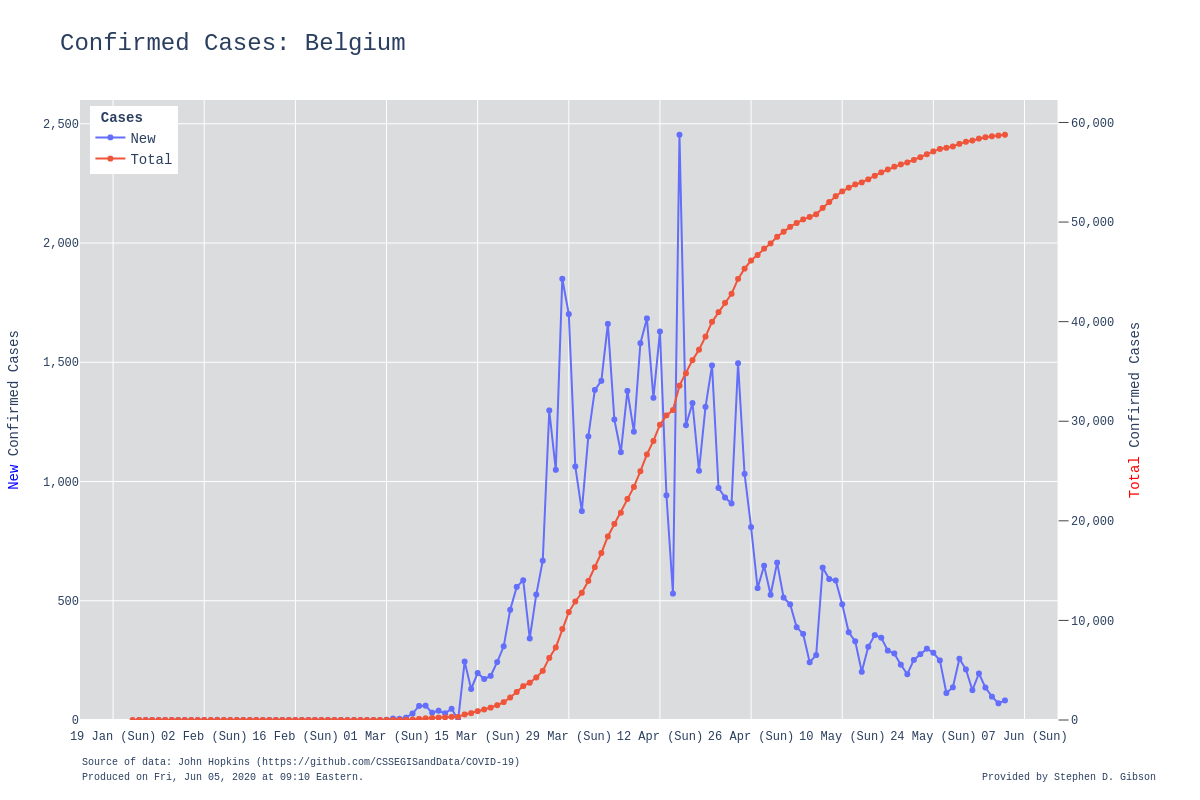 Confirmed Cases: Belgium
Cases
New
Total
2,500
2,000
1,500
1,000
500
0
60,000
50,000
40,000
30,000
20,000
10,000
0
New Confirmed Cases
Total Confirmed Cases
19 Jan (Sun) 02 Feb (Sun) 16 Feb (Sun) 01 Mar (Sun) 15 Mar (Sun) 29 Mar (Sun) 12 Apr (Sun) 26 Apr (Sun) 10 May (Sun) 24 May (Sun) 07 Jun (Sun)
Source of data: John Hopkins (https://github.com/CSSEGISandData/COVID-19)
Produced on Fri, Jun 05, 2020 at 09:10 Eastern.
Provided by Stephen D. Gibson